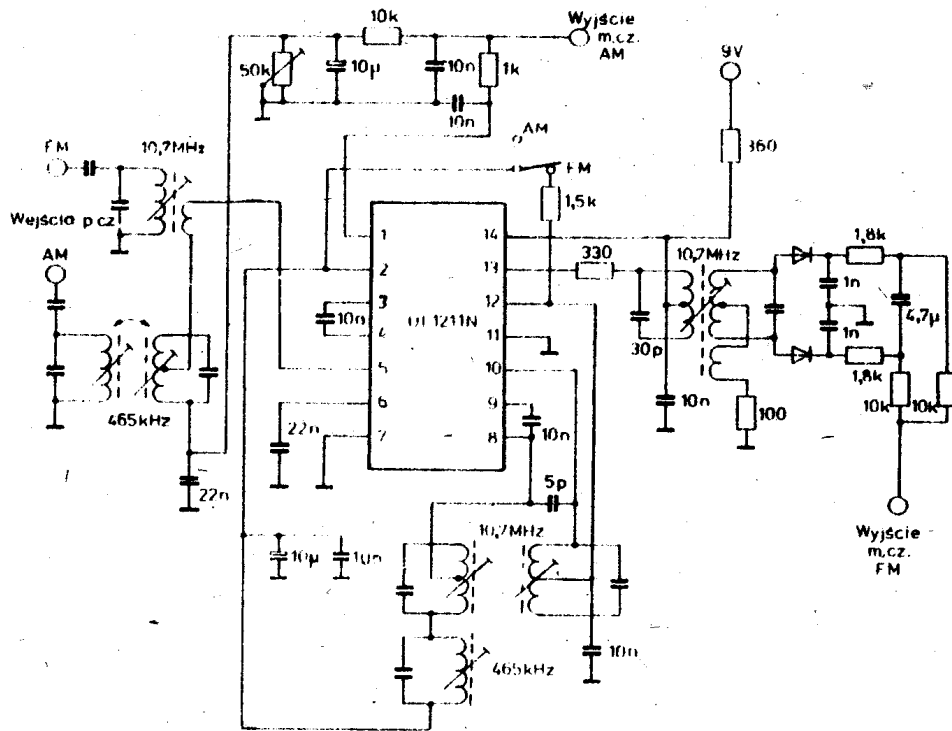 Wyjście
m.cz.
AM
10k
50k
10µ
10n
1k
10n
9V
360
AM
FM
FM
10,7MHz
Wejścia p.cz.
AM
465kHz
22n
1,5k
1
2
3
4
5
6
7
14
13
12
11
10
9
8
10n
22n
330
10,7MHz
30p
10n
100
1n
1n
1,8k
1,8k
4,7µ
10k
10k
Wyjście
m.cz.
FM
10n
5p
10µ
10n
10,7MHz
465kHz
10n